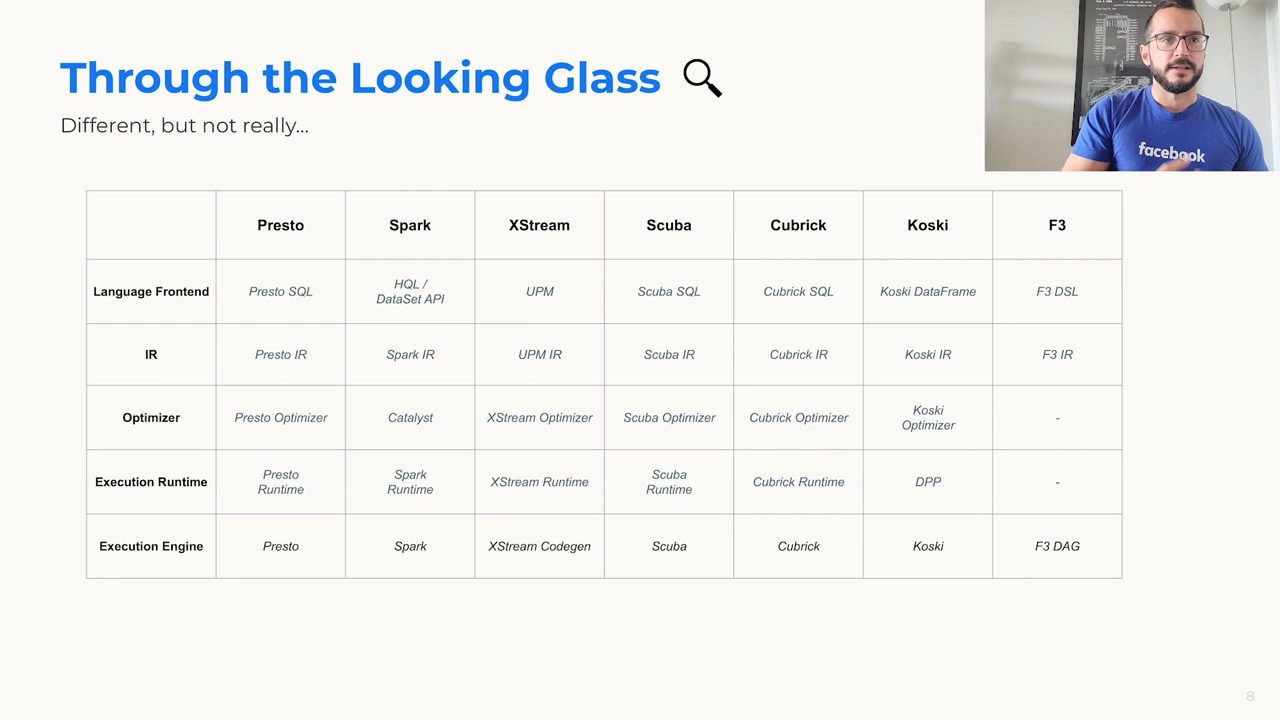 Through the Looking Glass
Different, but not really...
facebook
Presto Spark XStream Scuba Cubrick Koski F3
Language Frontend Presto SQL HQL / DataSet API UPM Scuba SQL Cubrick SQL Koski DataFrame F3 DSL
IR Presto IR Spark IR UPM IR Scuba IR Cubrick IR Koski IR F3 IR
Optimizer Presto Optimizer Catalyst XStream Optimizer Scuba Optimizer Cubrick Optimizer Koski Optimizer -
Execution Runtime Presto Runtime Spark Runtime XStream Runtime Scuba Runtime Cubrick Runtime DPP -
Execution Engine Presto Spark XStream Codegen Scuba Cubrick Koski F3 DAG
8